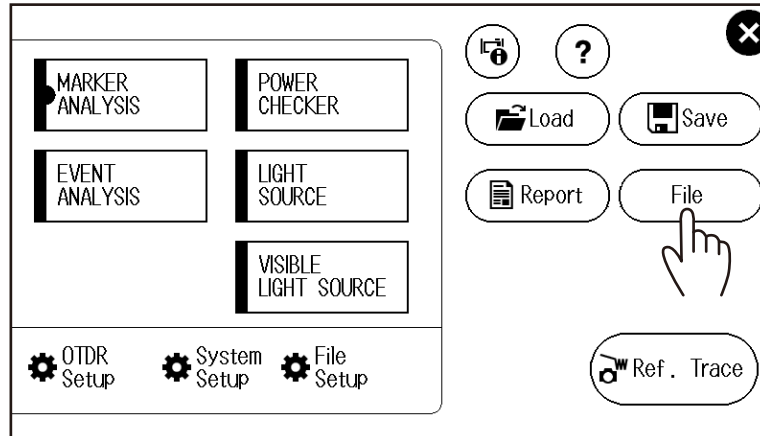 MARKER
ANALYSIS
POWER
CHECKER
EVENT
ANALYSIS
LIGHT
SOURCE
VISIBLE
LIGHT SOURCE
OTDR
Setup
System
Setup
File
Setup
?
Load
Save
Report
File
Ref. Trace